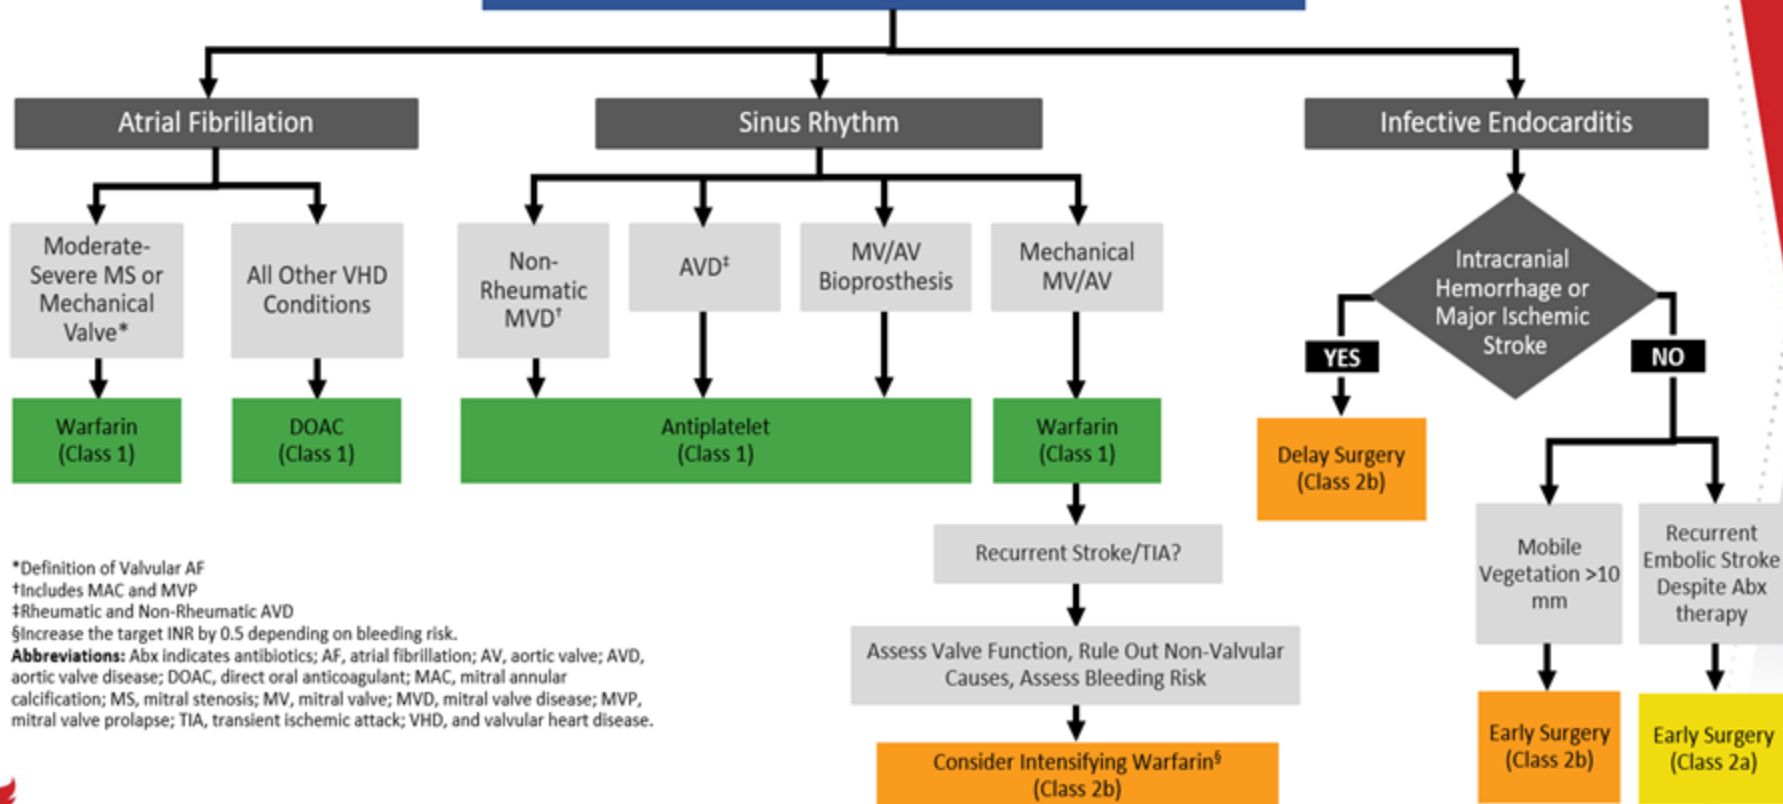 Atrial Fibrillation
Sinus Rhythm
Infective Endocarditis
Moderate-
Severe MS or
Mechanical
Valve*
All Other VHD
Conditions
Non-
Rheumatic
MVD†
AVD‡
MV/AV
Bioprosthesis
Mechanical
MV/AV
Intracranial
Hemorrhage or
Major Ischemic
Stroke
YES
NO
Warfarin
(Class 1)
DOAC
(Class 1)
Antiplatelet
(Class 1)
Warfarin
(Class 1)
Delay Surgery
(Class 2b)
Recurrent Stroke/TIA?
Mobile
Vegetation >10
mm
Recurrent
Embolic Stroke
Despite Abx
therapy
Assess Valve Function, Rule Out Non-Valvular
Causes, Assess Bleeding Risk
Consider Intensifying Warfarin§
(Class 2b)
Early Surgery
(Class 2b)
Early Surgery
(Class 2a)
*Definition of Valvular AF
†Includes MAC and MVP
‡Rheumatic and Non-Rheumatic AVD
§Increase the target INR by 0.5 depending on bleeding risk.
Abbreviations: Abx indicates antibiotics; AF, atrial fibrillation; AV, aortic valve; AVD,
aortic valve disease; DOAC, direct oral anticoagulant; MAC, mitral annular
calcification; MS, mitral stenosis; MV, mitral valve; MVD, mitral valve disease; MVP,
mitral valve prolapse; TIA, transient ischemic attack; VHD, and valvular heart disease.